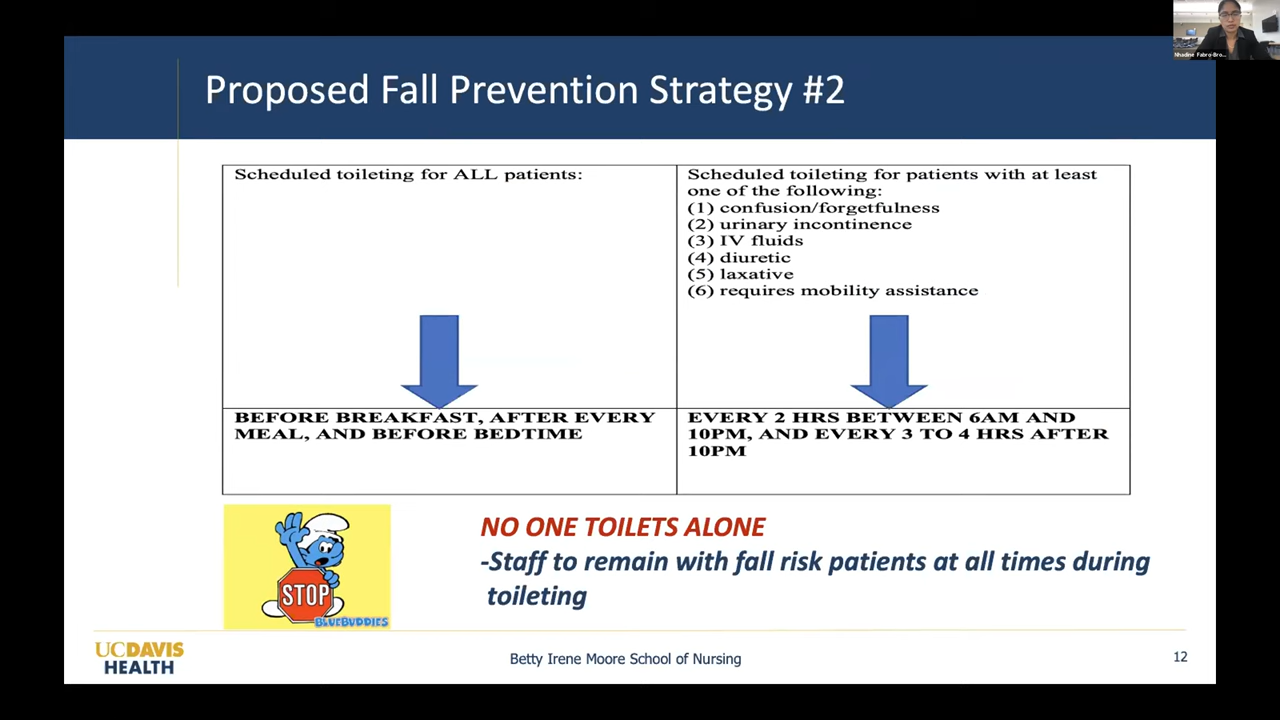 Nhadine Fabro-Bro...
Proposed Fall Prevention Strategy #2
Scheduled toileting for ALL patients:
Scheduled toileting for patients with at least
one of the following:
(1) confusion/forgetfulness
(2) urinary incontinence
(3) IV fluids
(4) diuretic
(5) laxative
(6) requires mobility assistance
BEFORE BREAKFAST, AFTER EVERY
MEAL, AND BEFORE BEDTIME
EVERY 2 HRS BETWEEN 6AM AND
10PM, AND EVERY 3 TO 4 HRS AFTER
10PM
STOP
BLUEBUDDIES
NO ONE TOILETS ALONE
-Staff to remain with fall risk patients at all times during
toileting
UCDAVIS
HEALTH
Betty Irene Moore School of Nursing
12